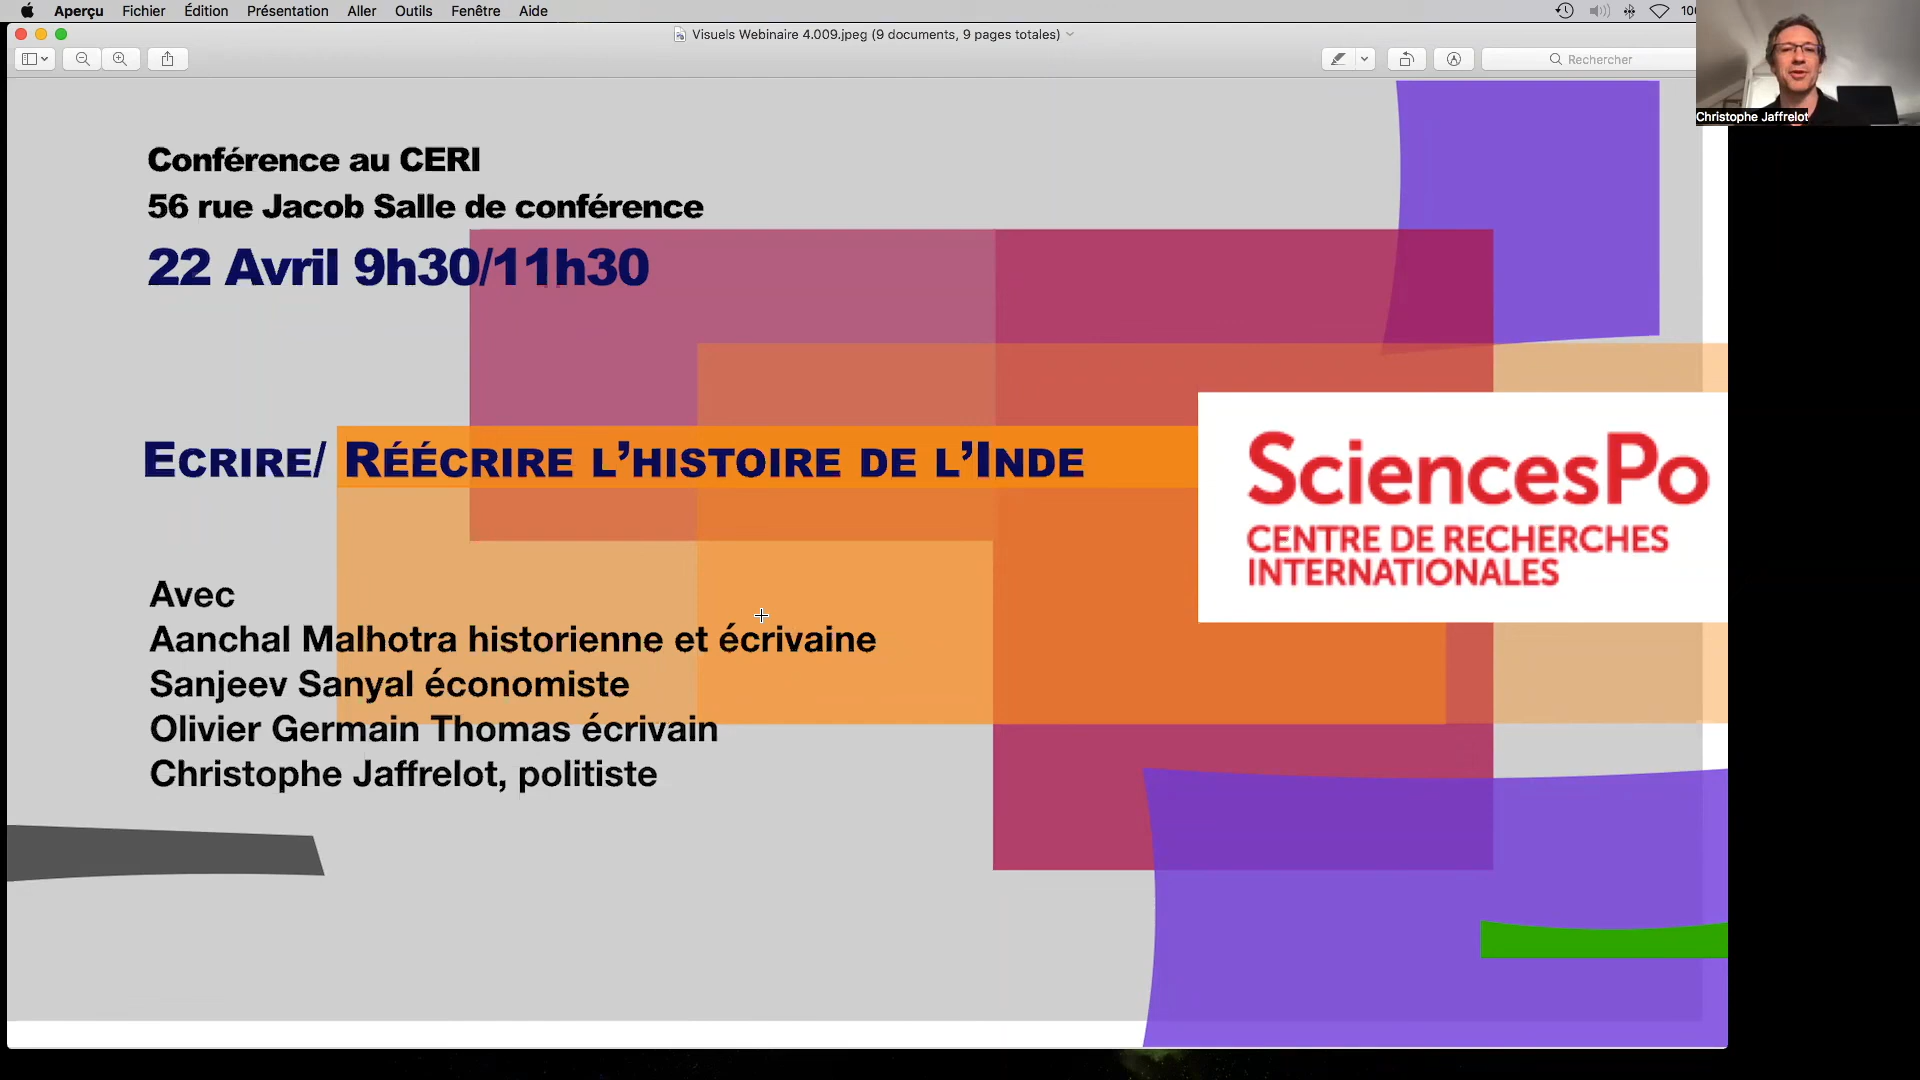 Aperçu Fichier Édition Présentation Aller Outils Fenêtre Aide
Visuels Webinaire 4.009.jpeg (9 documents, 9 pages totales)
Rechercher
Christophe Jaffrelot
Conférence au CERI
56 rue Jacob Salle de conférence
22 Avril 9h30/11h30
ECRIRE/ RÉÉCRIRE L’HISTOIRE DE L’INDE
SciencesPo
CENTRE DE RECHERCHES
INTERNATIONALES
Avec
Aanchal Malhotra historienne et écrivaine
Sanjeev Sanyal économiste
Olivier Germain Thomas écrivain
Christophe Jaffrelot, politiste